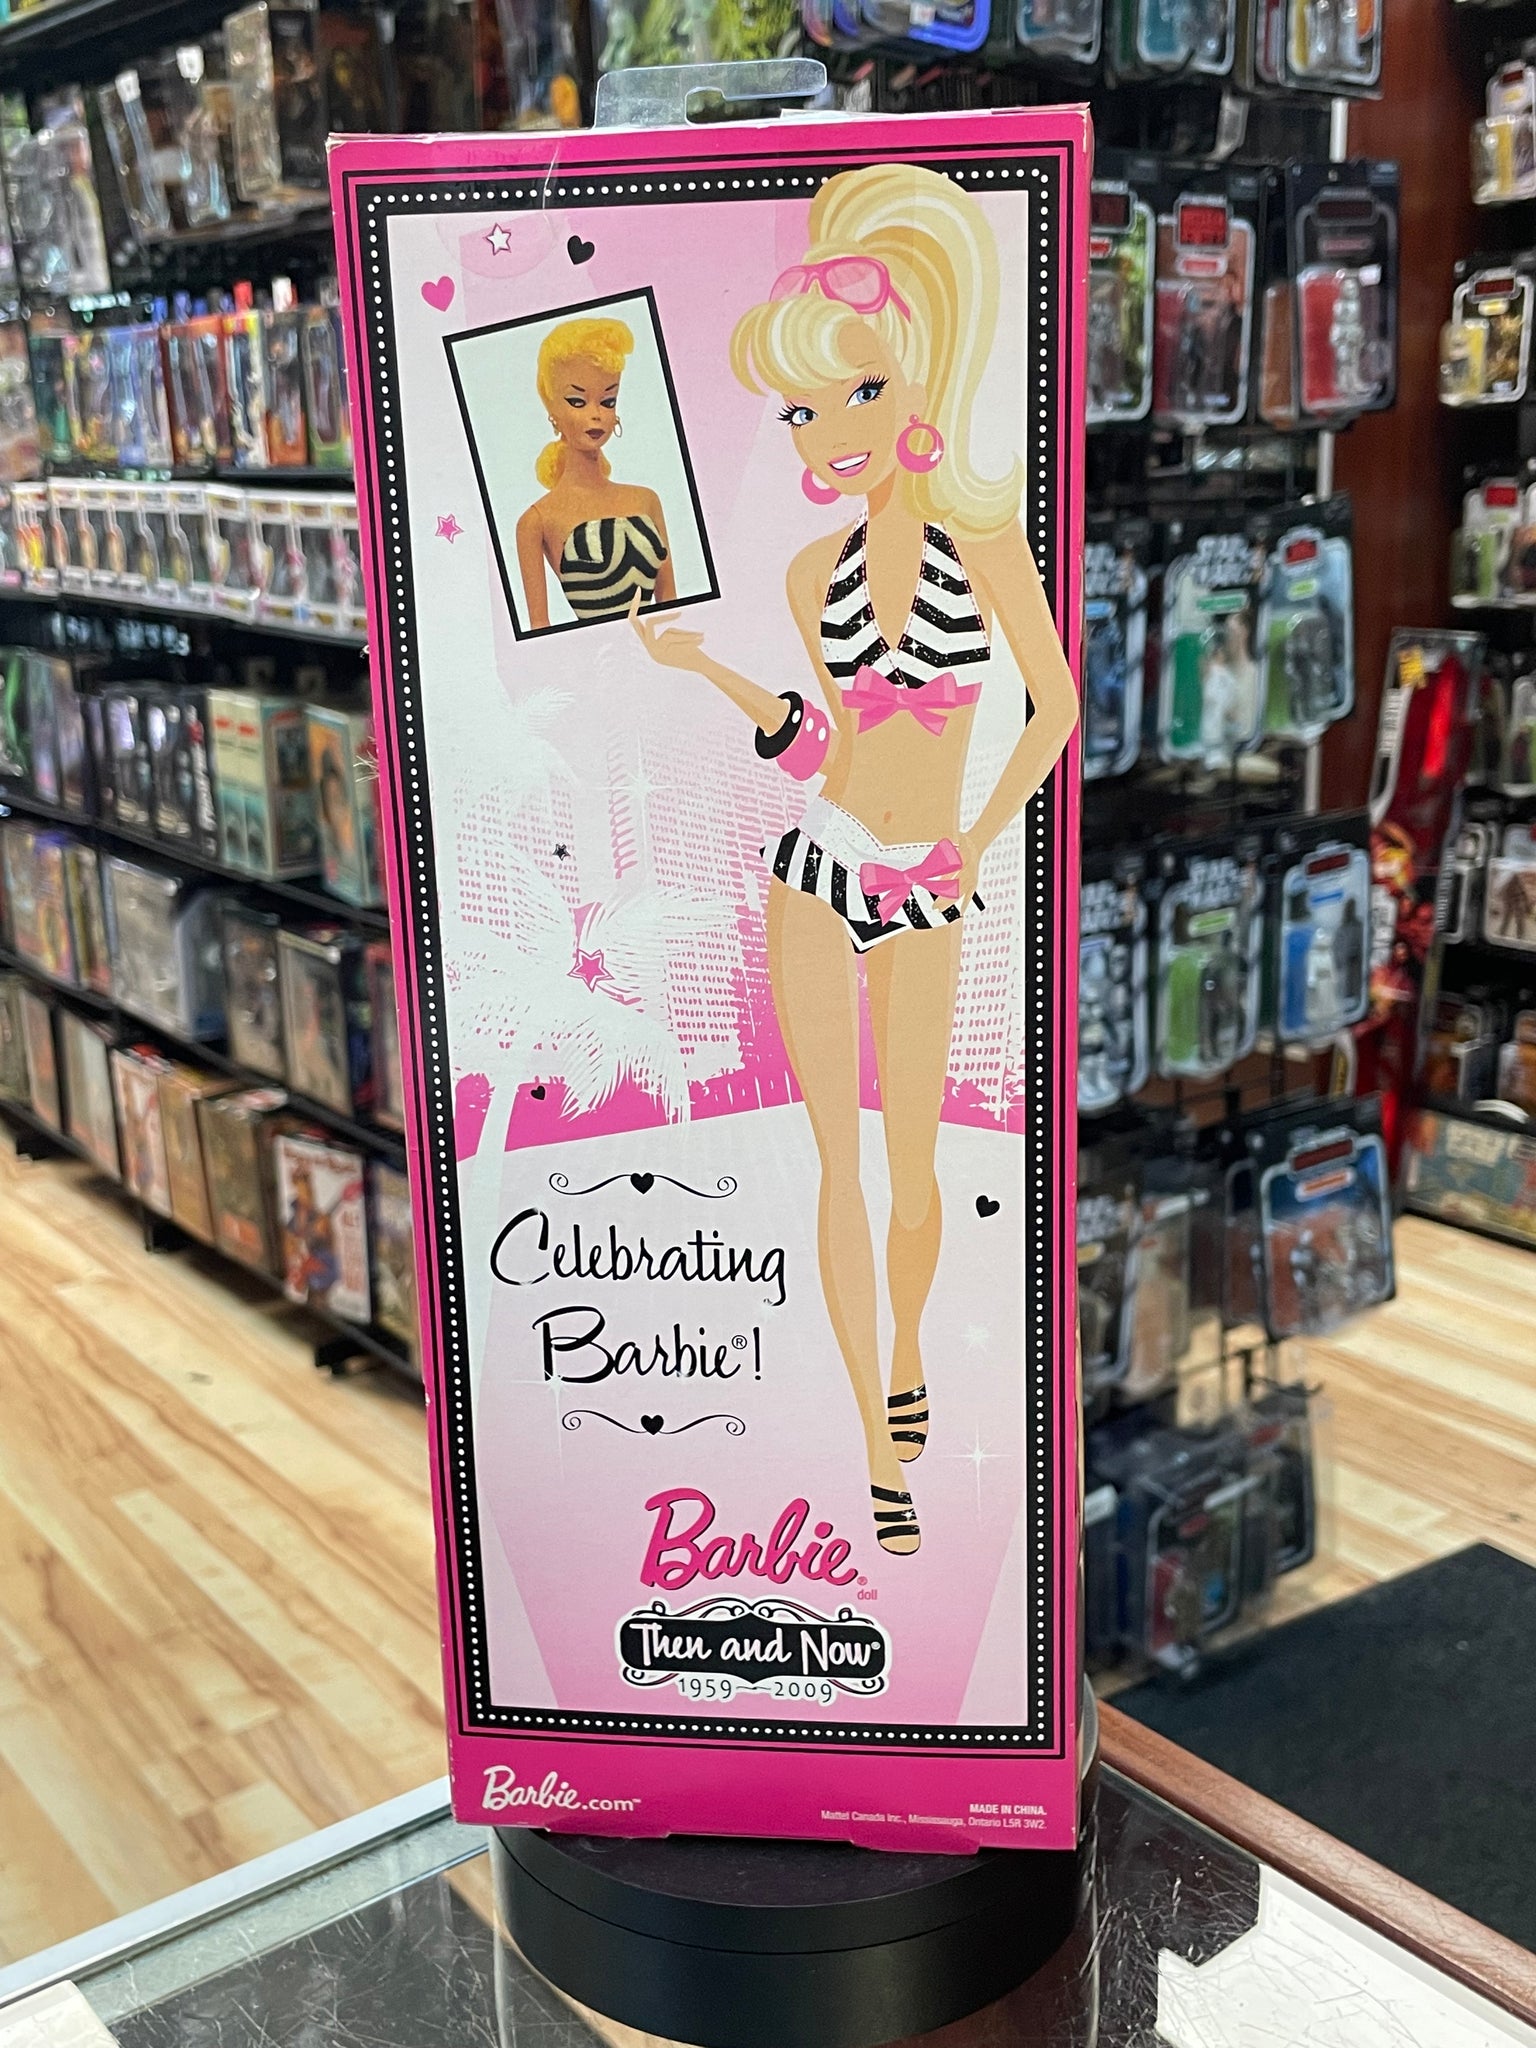 Celebrating
Barbie®!
Barbie®
doll
Then and Now®
1959 — 2009
Barbie.com™
MADE IN CHINA.
Mattel Canada Inc., Mississauga, Ontario L5R 3W2.